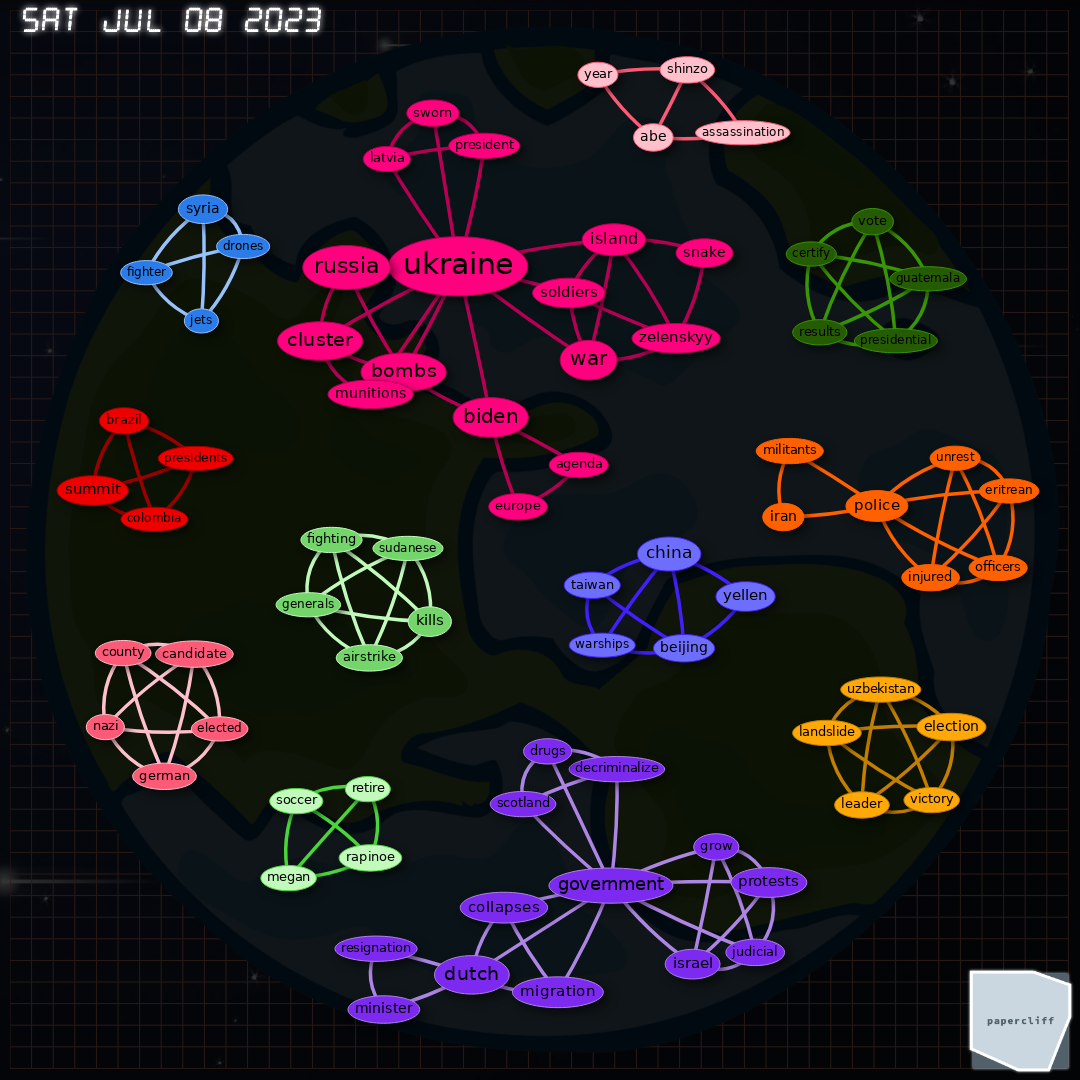 SAT JUL 08 2023
year
shinzo
abe
assassination
sworn
latvia
president
ukraine
russia
cluster
bombs
munitions
island
snake
soldiers
zelenskyy
war
biden
agenda
europe
syria
drones
fighter
jets
vote
certify
guatemala
results
presidential
brazil
presidents
summit
colombia
militants
iran
police
unrest
eritrean
officers
injured
fighting
sudanese
generals
kills
airstrike
china
taiwan
yellen
warships
beijing
county
candidate
nazi
elected
german
uzbekistan
landslide
election
leader
victory
soccer
retire
rapinoe
megan
drugs
decriminalize
scotland
government
grow
protests
judicial
israel
collapses
dutch
migration
resignation
minister
papercliff